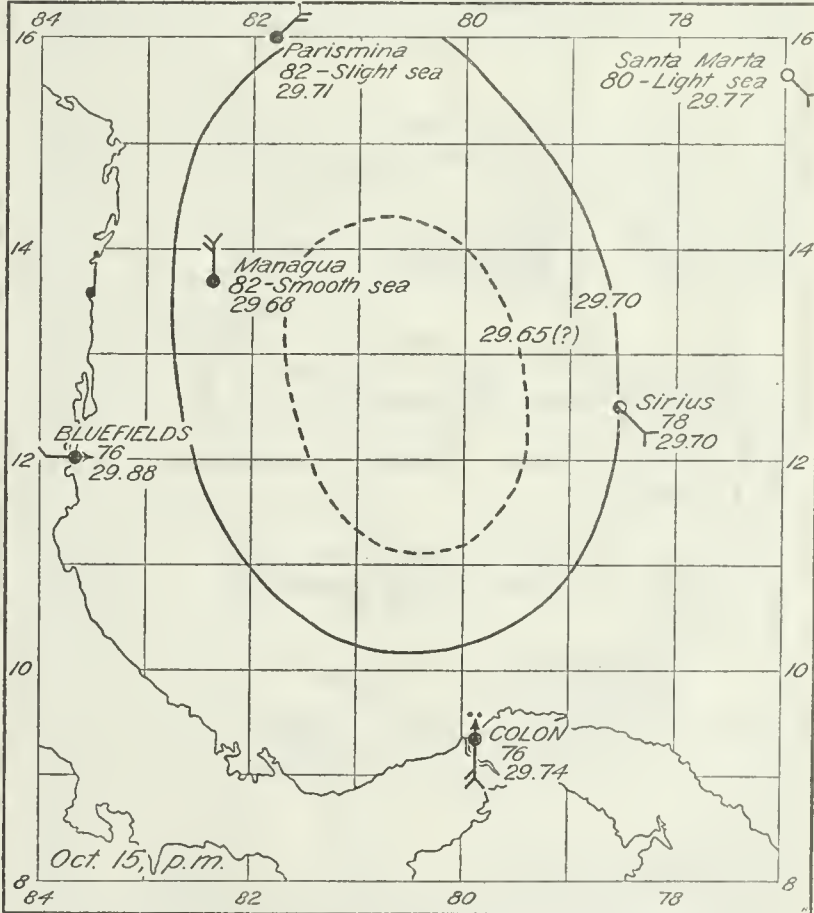 84 82 80 78
16 16
Parismina
82-Slight sea
29.71
Santa Marta
80-Light sea
29.77
14 14
Managua
82-Smooth sea
29.68
29.70
29.65(?)
Sirius
78
29.70
BLUEFIELDS
76
29.88
12 12
10 10
COLON
76
29.74
Oct. 15, p.m.
8 8
84 82 80 78